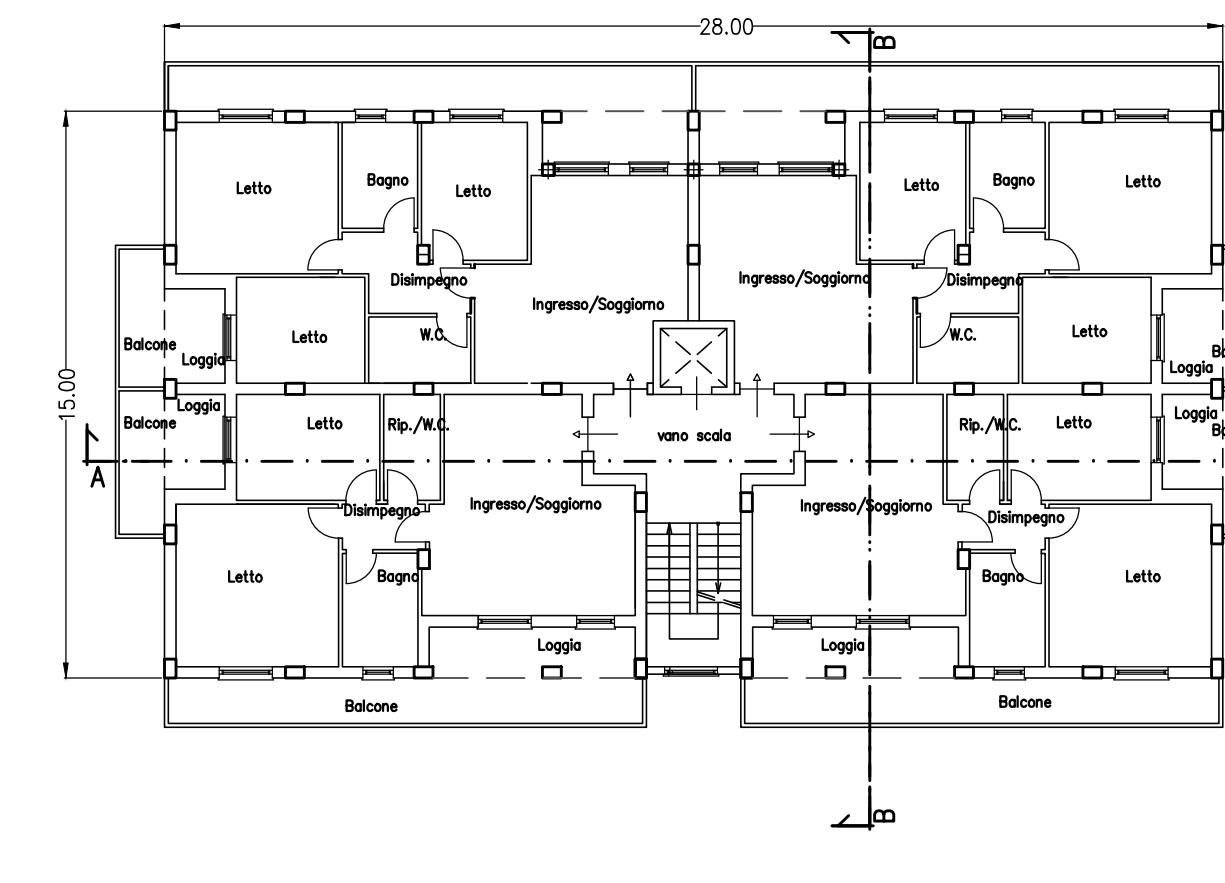 28.00
B
Letto
Bagno
Letto
Letto
Bagno
Letto
Disimpegno
Ingresso/Soggiorno
Ingresso/Soggiorno
Disimpegno
Letto
W.C.
W.C.
Letto
Balcone
Loggia
Loggia
Ba
15.00
Balcone
Loggia
Letto
Rip./W.C.
vano scala
Rip./W.C.
Letto
Loggia
Ba
A
Disimpegno
Ingresso/Soggiorno
Ingresso/Soggiorno
Disimpegno
Letto
Bagno
Bagno
Letto
Loggia
Loggia
Balcone
Balcone
B